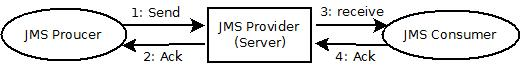 1: Send
3: receive
JMS Proucer
JMS Provider
(Server)
JMS Consumer
2: Ack
4: Ack